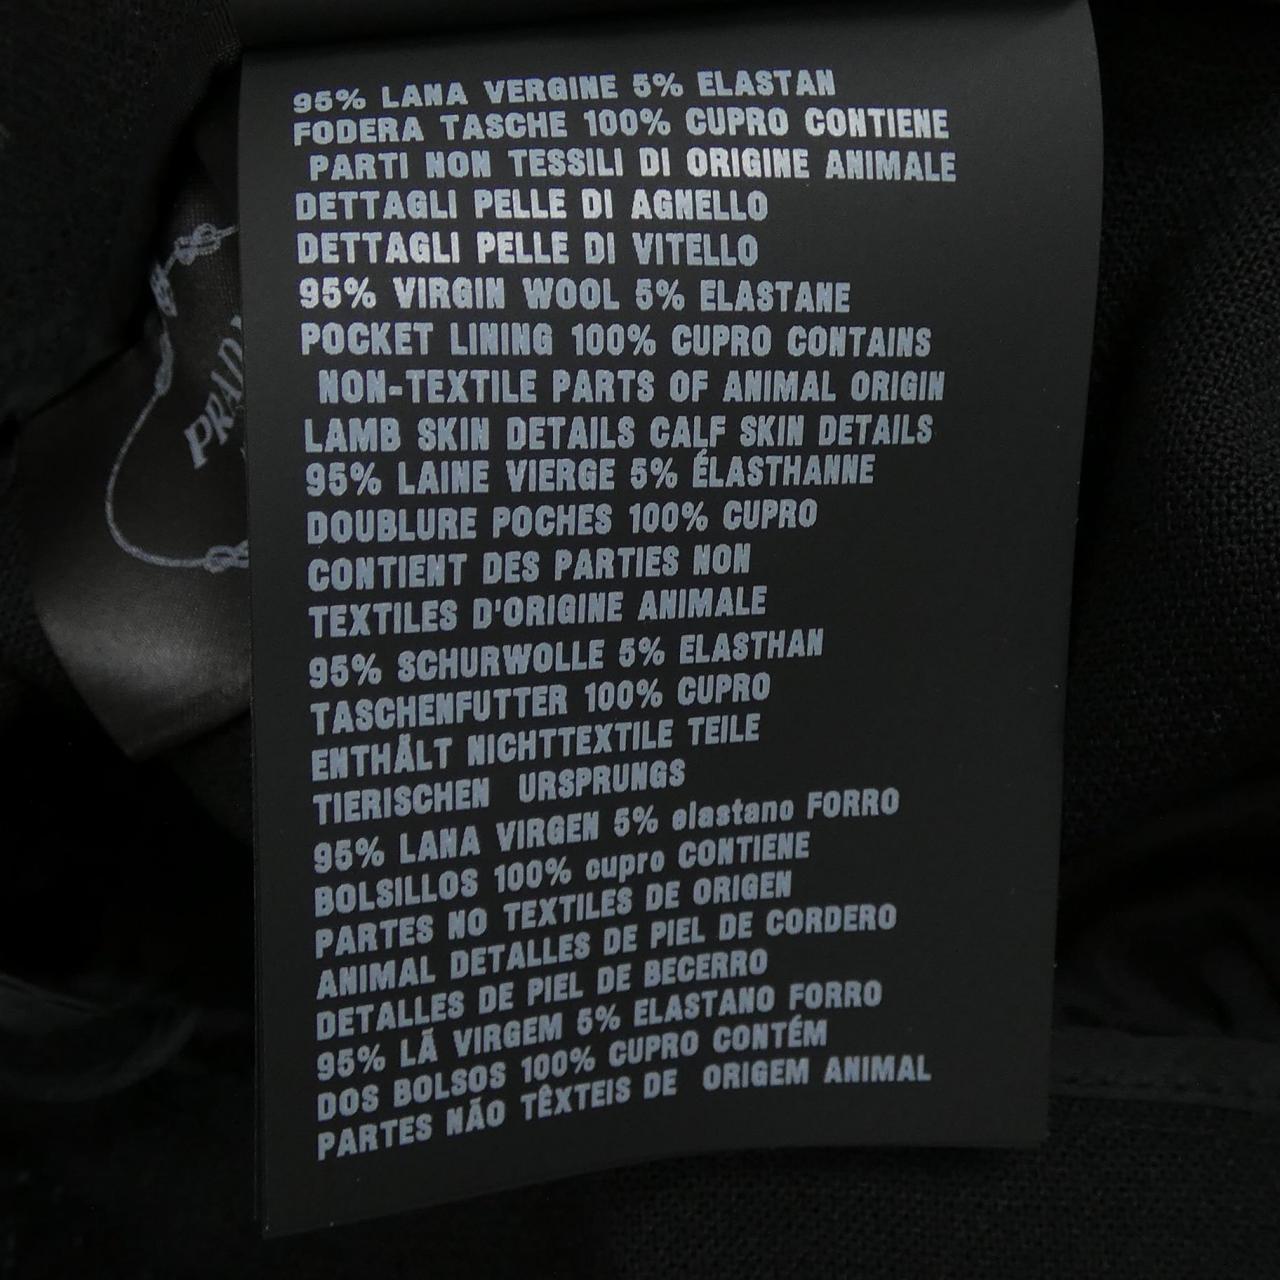 95% LANA VERGINE 5% ELASTAN
FODERA TASCHE 100% CUPRO CONTIENE
PARTI NON TESSILI DI ORIGINE ANIMALE
DETTAGLI PELLE DI AGNELLO
DETTAGLI PELLE DI VITELLO
95% VIRGIN WOOL 5% ELASTANE
POCKET LINING 100% CUPRO CONTAINS
NON-TEXTILE PARTS OF ANIMAL ORIGIN
LAMB SKIN DETAILS CALF SKIN DETAILS
95% LAINE VIERGE 5% ÉLASTHANNE
DOUBLURE POCHES 100% CUPRO
CONTIENT DES PARTIES NON
TEXTILES D'ORIGINE ANIMALE
95% SCHURWOLLE 5% ELASTHAN
TASCHENFUTTER 100% CUPRO
ENTHÄLT NICHTTEXTILE TEILE
TIERISCHEN URSPRUNGS
95% LANA VIRGEN 5% elastano FORRO
BOLSILLOS 100% cupro CONTIENE
PARTES NO TEXTILES DE ORIGEN
ANIMAL DETALLES DE PIEL DE CORDERO
DETALLES DE PIEL DE BECERRO
95% LÃ VIRGEM 5% ELASTANO FORRO
DOS BOLSOS 100% CUPRO CONTÉM
PARTES NÃO TÊXTEIS DE ORIGEM ANIMAL
PRAD